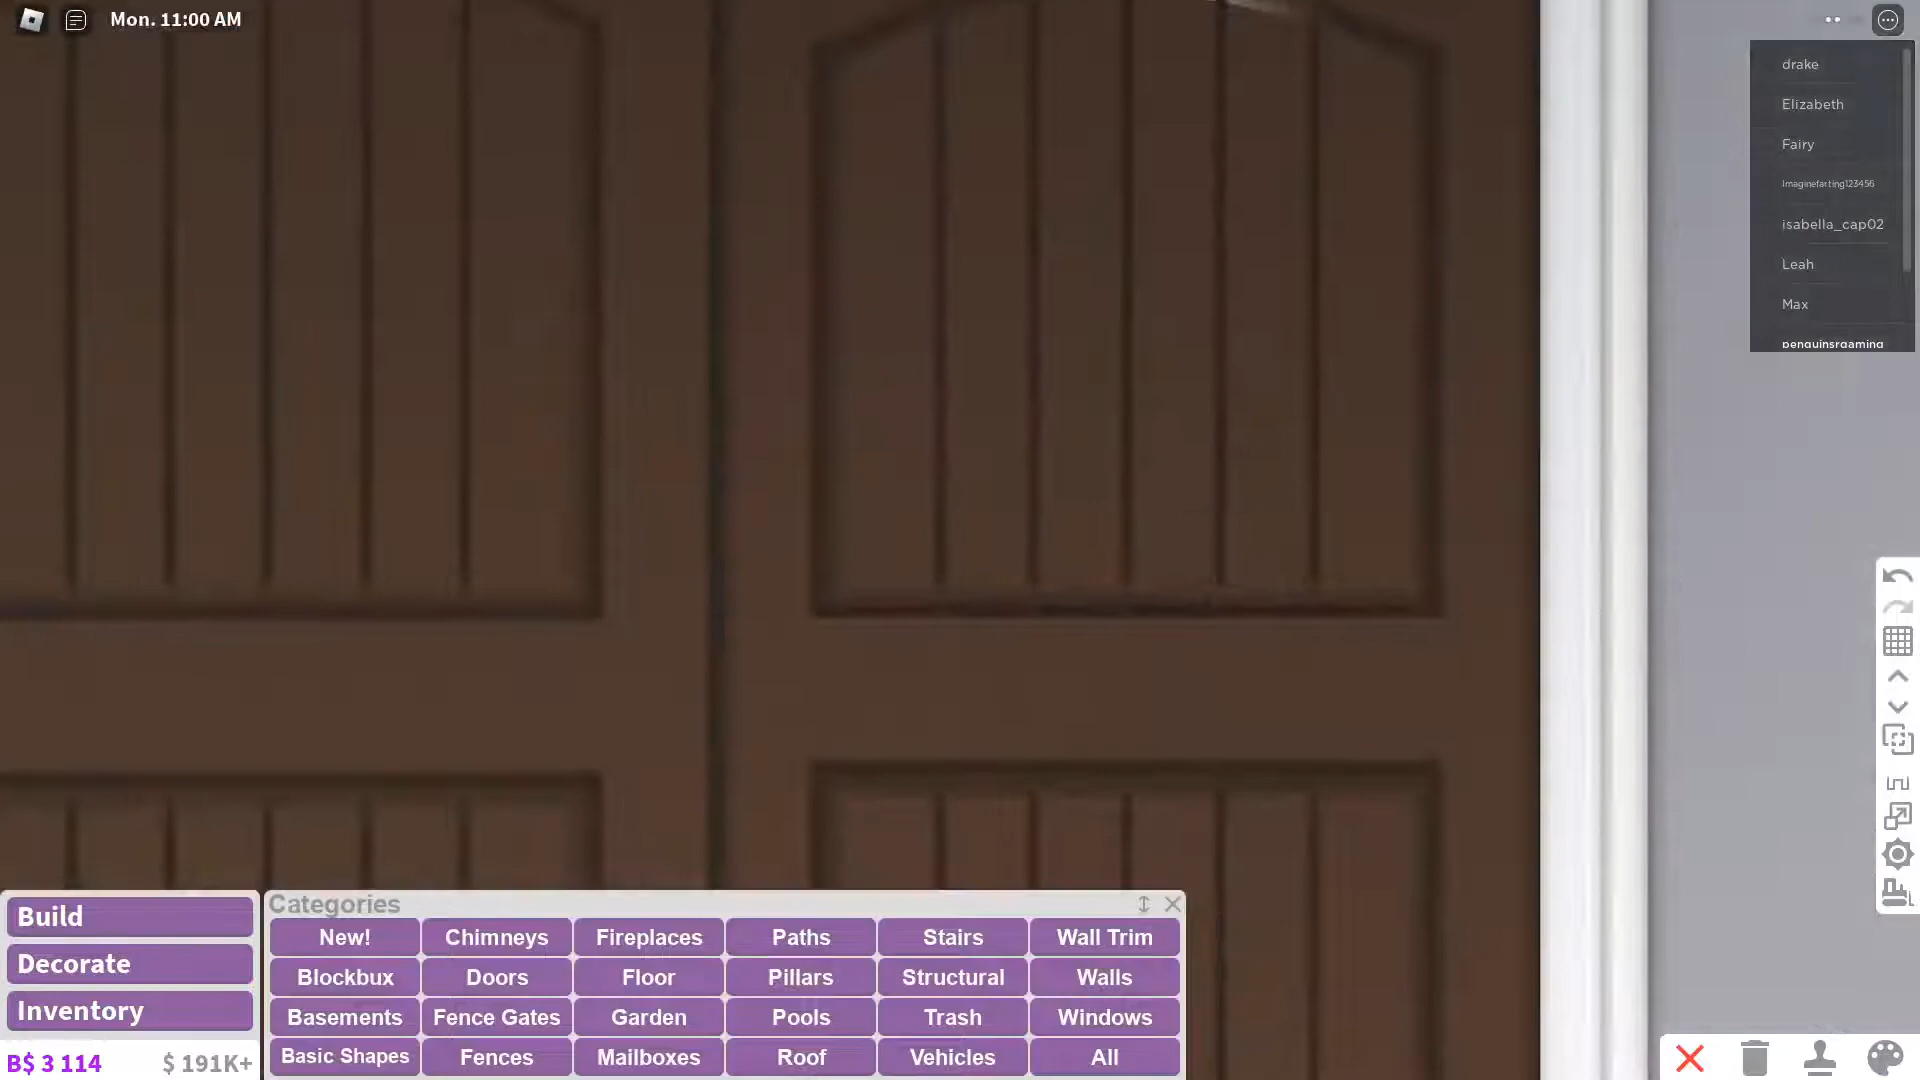 Mon. 11:00 AM
drake
Elizabeth
Fairy
Imaginefarting123456
isabella_cap02
Leah
Max
penguinsrgaming
Build
Decorate
Inventory
B$ 3 114
$ 191K+
Categories
New!
Chimneys
Fireplaces
Paths
Stairs
Wall Trim
Blockbux
Doors
Floor
Pillars
Structural
Walls
Basements
Fence Gates
Garden
Pools
Trash
Windows
Basic Shapes
Fences
Mailboxes
Roof
Vehicles
All